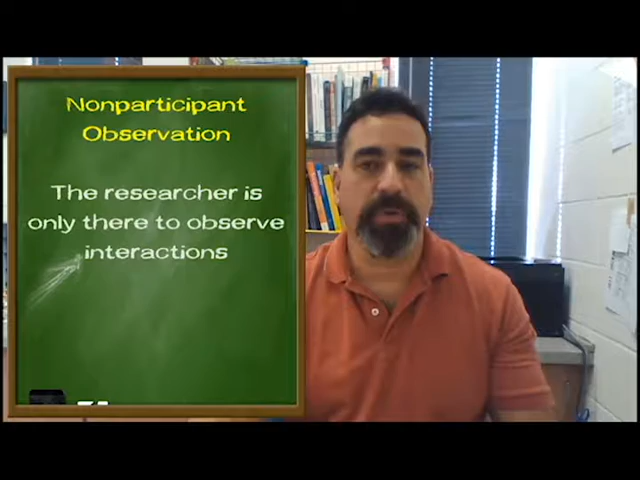 Nonparticipant
Observation
The researcher is
only there to observe
interactions